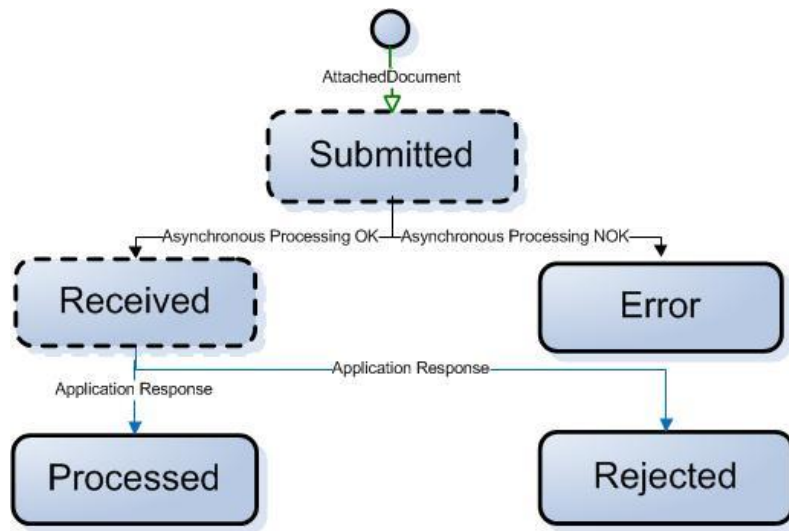 AttachedDocument
Submitted
Asynchronous Processing OK
Asynchronous Processing NOK
Received
Error
Application Response
Application Response
Processed
Rejected